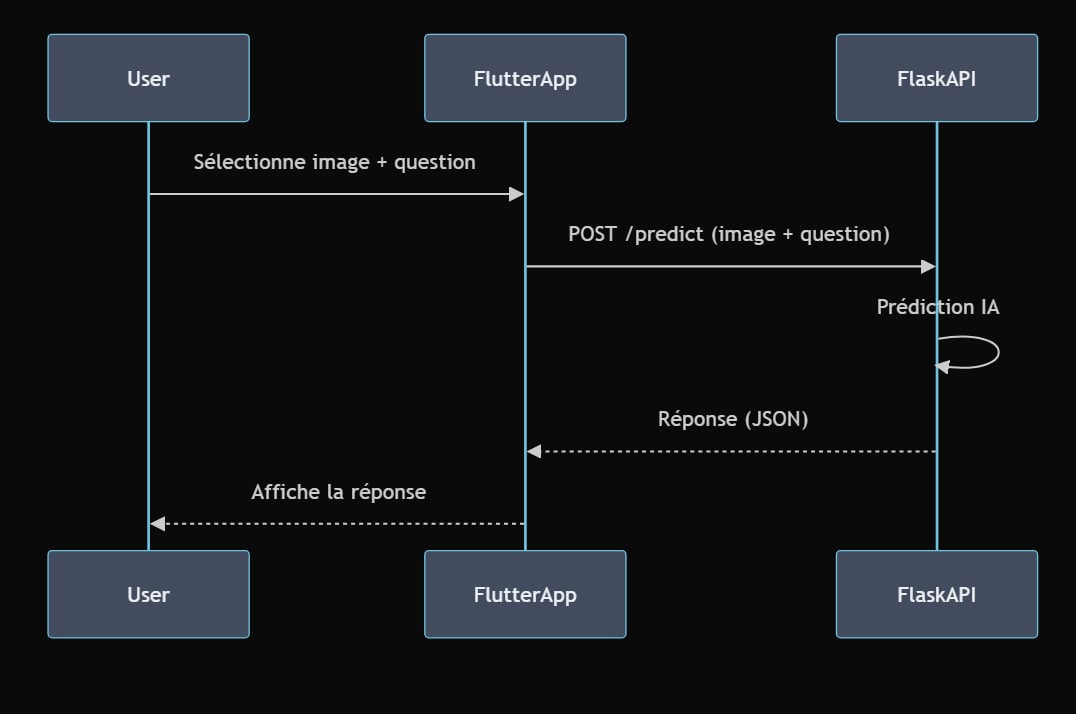 User
FlutterApp
FlaskAPI
Sélectionne image + question
POST /predict (image + question)
Prédiction IA
Réponse (JSON)
Affiche la réponse
User
FlutterApp
FlaskAPI